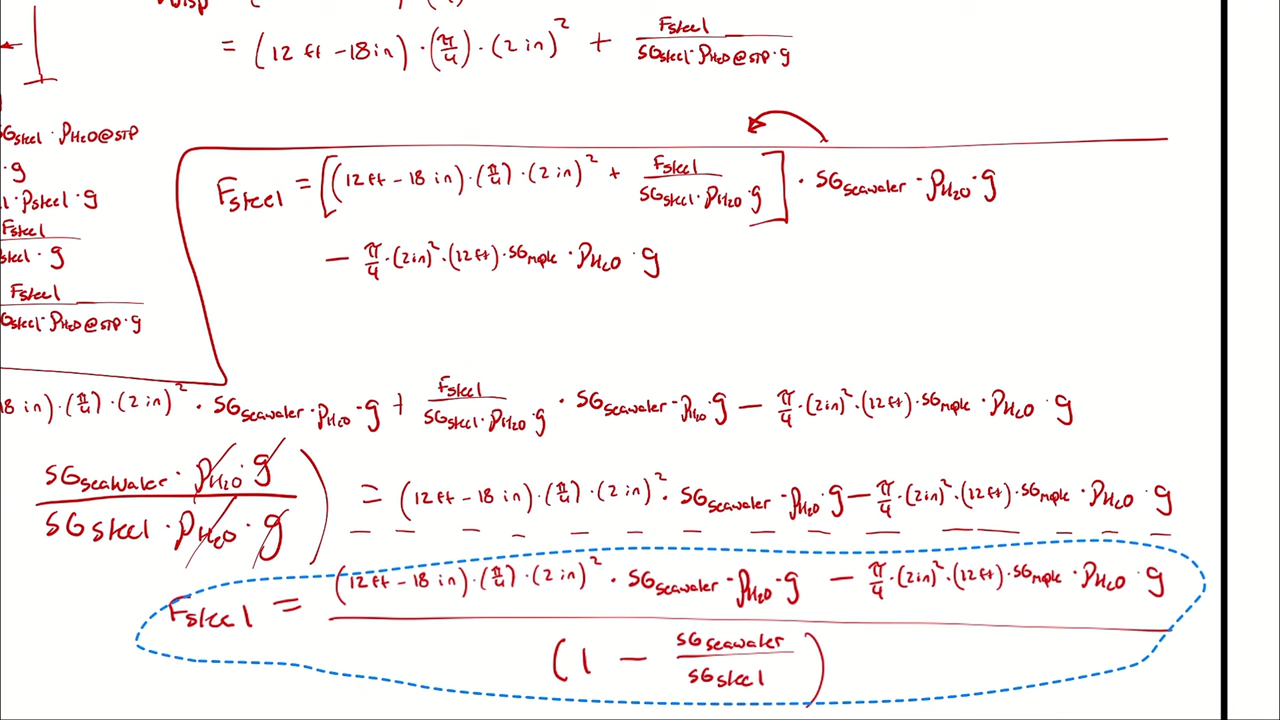 = (12 ft - 18 in) · (π/4) · (2 in)² + Fsteel / (SGsteel · ρH₂O@STP · g)
SGsteel · ρH₂O@STP
· g
· ρsteel · g
Fsteel
steel · g
Fsteel
SGsteel · ρH₂O@STP · g
Fsteel = [(12 ft - 18 in) · (π/4) · (2 in)² + Fsteel / (SGsteel · ρH₂O · g)] · SGseawater · ρH₂O · g
- π/4 · (2 in)² · (12 ft) · SGmple · ρH₂O · g
18 in) · (π/4) · (2 in)² · SGseawater · ρH₂O · g + Fsteel / (SGsteel · ρH₂O · g) · SGseawater · ρH₂O · g - π/4 · (2 in)² · (12 ft) · SGmple · ρH₂O · g
SGseawater · ρH₂O · g / SGsteel · ρH₂O · g ) = (12 ft - 18 in) · (π/4) · (2 in)² · SGseawater · ρH₂O · g - π/4 · (2 in)² · (12 ft) · SGmple · ρH₂O · g
Fsteel = (12 ft - 18 in) · (π/4) · (2 in)² · SGseawater · ρH₂O · g - π/4 · (2 in)² · (12 ft) · SGmple · ρH₂O · g
(1 - SGseawater / SGsteel)